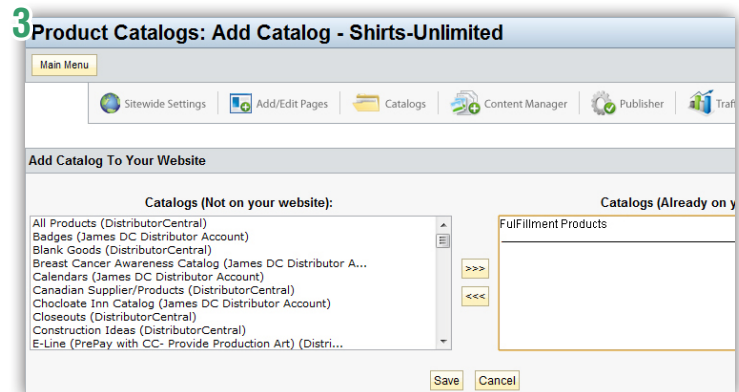 3
Product Catalogs: Add Catalog - Shirts-Unlimited
Main Menu
Sitewide Settings Add/Edit Pages Catalogs Content Manager Publisher Traf
Add Catalog To Your Website
Catalogs (Not on your website): Catalogs (Already on y
All Products (DistributorCentral)
Badges (James DC Distributor Account)
Blank Goods (DistributorCentral)
Breast Cancer Awareness Catalog (James DC Distributor A...
Calendars (James DC Distributor Account)
Canadian Supplier/Products (DistributorCentral)
Chocloate Inn Catalog (James DC Distributor Account)
Closeouts (DistributorCentral)
Construction Ideas (DistributorCentral)
E-Line (PrePay with CC- Provide Production Art) (Distri...
>>>
<<<
FulFillment Products
Save Cancel